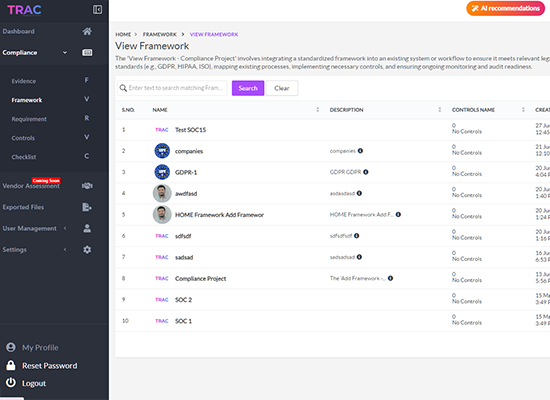 TRAC
AI recommendations
Dashboard
Compliance
Evidence F
Framework V
Requirement R
Controls V
Checklist C
Coming Soon
Vendor Assessment
Exported Files
User Management
Settings
My Profile
Reset Password
Logout
HOME > FRAMEWORK > VIEW FRAMEWORK
View Framework
The 'View Framework - Compliance Project' involves integrating a standardized framework into an existing system or workflow to ensure it meets relevant leg
standards (e.g., GDPR, HIPAA, ISO), mapping existing processes, implementing necessary controls, and ensuring ongoing monitoring and audit readiness.
Enter text to search matching Fram... Search Clear
S.NO. NAME DESCRIPTION CONTROLS NAME CREA
1 TRAC Test SOC15 0 27 Ju
No Controls 12:45
2 companies companies 0 21 Ju
No Controls 12:10
3 GDPR-1 GDPR GDPR 0 20 Ju
No Controls 4:08 P
4 awdfasd asdasdasd 0 20 Ju
No Controls 1:40 P
5 HOME Framework Add Framewor HOME Framework Add F... 0 20 Ju
No Controls 1:24 P
6 TRAC sdfsdf sdfsdfsdf 0 20 Ju
No Controls 1:16 P
7 TRAC sadsad sedsadsad 0 16 Ju
No Controls 6:53 P
8 TRAC Compliance Project The 'Add Framework -... 0 13 Ju
No Controls 5:56 P
9 TRAC SOC 2 0 15 Ma
No Controls 3:49 P
10 TRAC SOC 1 0 15 Ma
No Controls 3:49 P